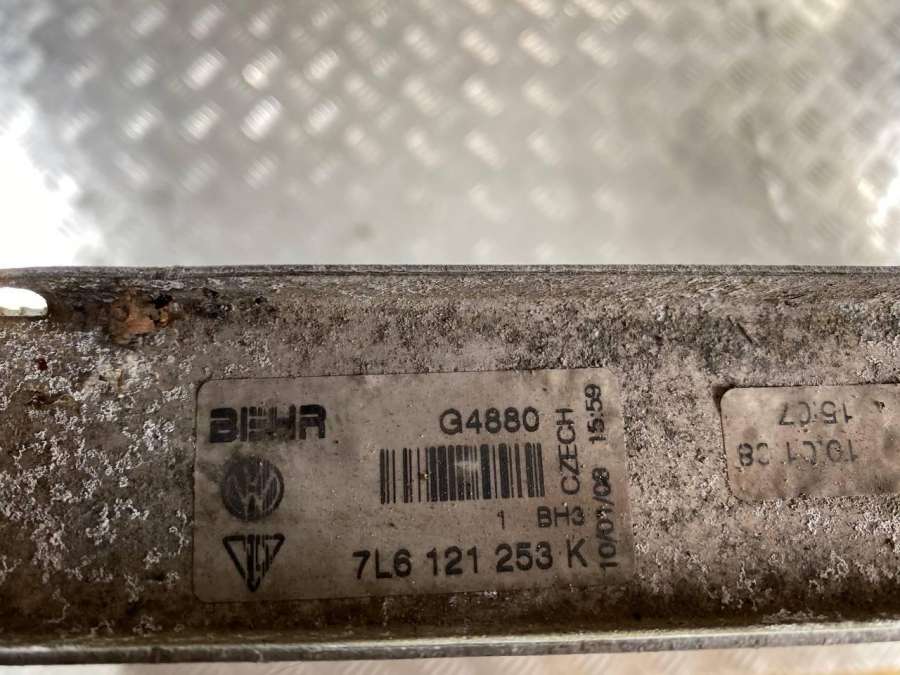 BEHR
G4880
CZECH
1 BH3
7L6 121 253 K
10/01/08 15:59
10.01.08
15:07